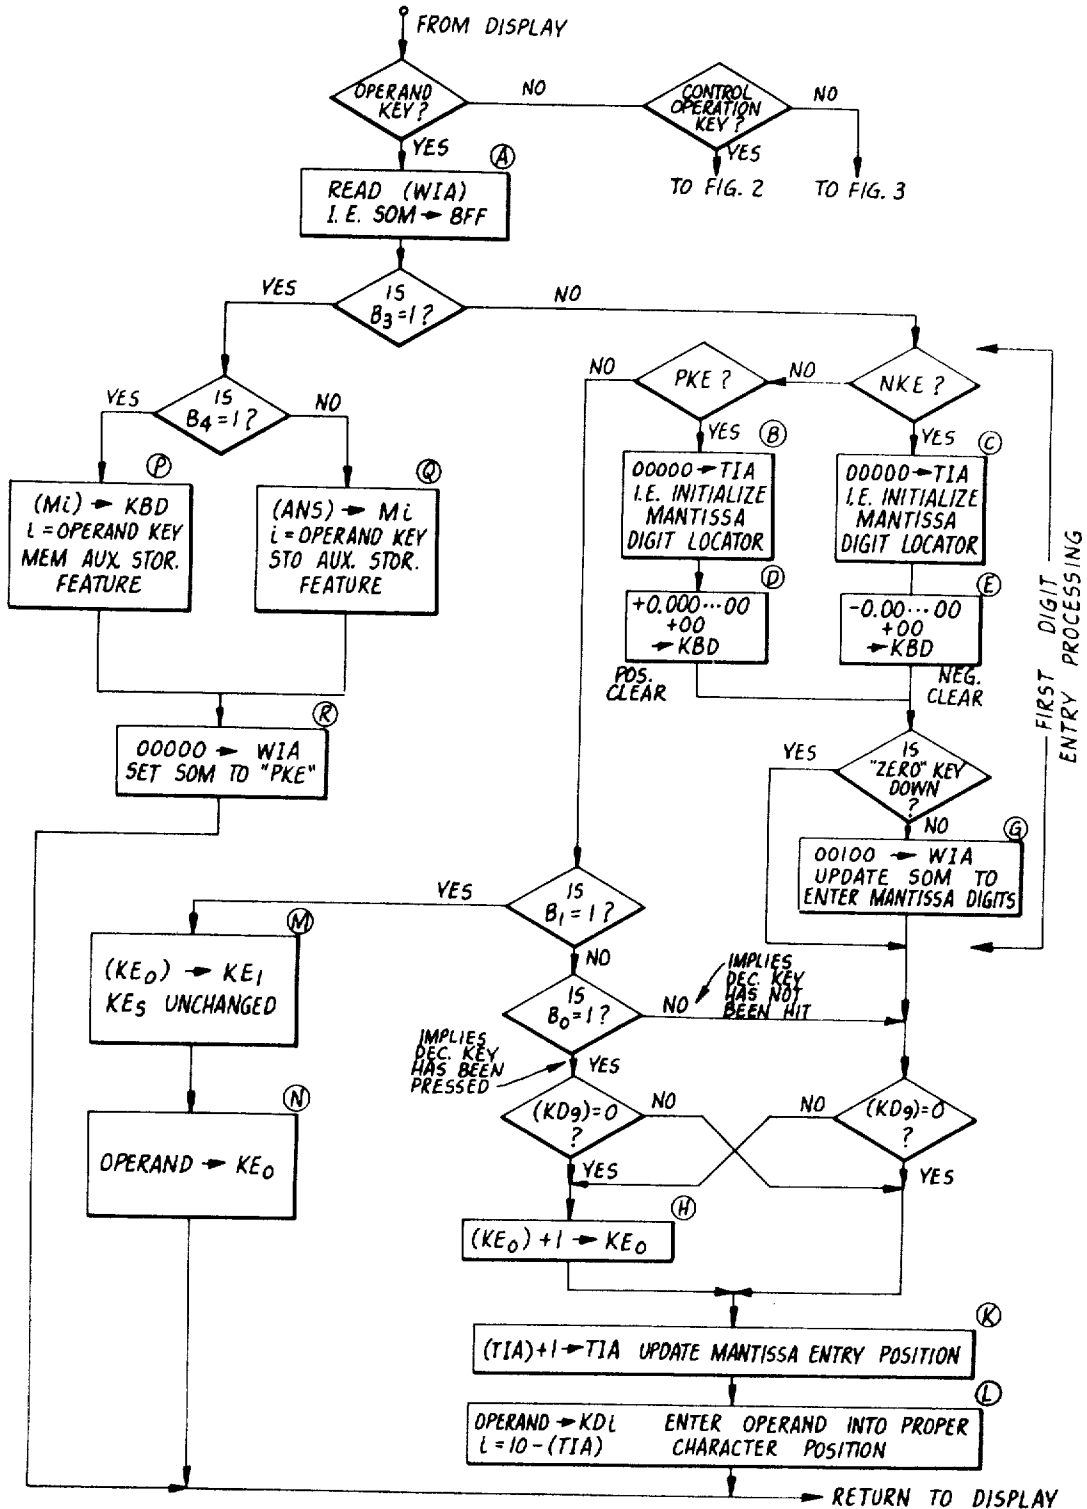 FROM DISPLAY
OPERAND
KEY?
NO
CONTROL
OPERATION
KEY?
NO
YES
YES
TO FIG. 2
TO FIG. 3
A
READ (WIA)
I.E. SOM → BFF
YES
IS
B3=1?
NO
NO
PKE?
NO
NKE?
YES
IS
B4=1?
NO
YES
B
YES
C
P
(Mi) → KBD
i = OPERAND KEY
MEM AUX. STOR.
FEATURE
Q
(ANS) → Mi
i = OPERAND KEY
STO AUX. STOR.
FEATURE
00000 → TIA
I.E. INITIALIZE
MANTISSA
DIGIT LOCATOR
00000 → TIA
I.E. INITIALIZE
MANTISSA
DIGIT LOCATOR
D
+0.000···00
+00
→ KBD
E
-0.00···00
+00
→ KBD
POS.
CLEAR
NEG.
CLEAR
FIRST DIGIT
ENTRY PROCESSING
R
00000 → WIA
SET SOM TO "PKE"
YES
IS
"ZERO" KEY
DOWN
?
NO
G
00100 → WIA
UPDATE SOM TO
ENTER MANTISSA DIGITS
YES
IS
B1=1?
NO
M
(KE0) → KE1
KES UNCHANGED
IS
B0=1?
NO
IMPLIES
DEC. KEY
HAS NOT
BEEN HIT
IMPLIES
DEC. KEY
HAS BEEN
PRESSED
YES
N
OPERAND → KE0
(KD9)=0
?
NO
NO
(KD9)=0
?
YES
YES
H
(KE0) +1 → KE0
K
(TIA)+1→TIA UPDATE MANTISSA ENTRY POSITION
L
OPERAND → KDi ENTER OPERAND INTO PROPER
i=10-(TIA) CHARACTER POSITION
RETURN TO DISPLAY